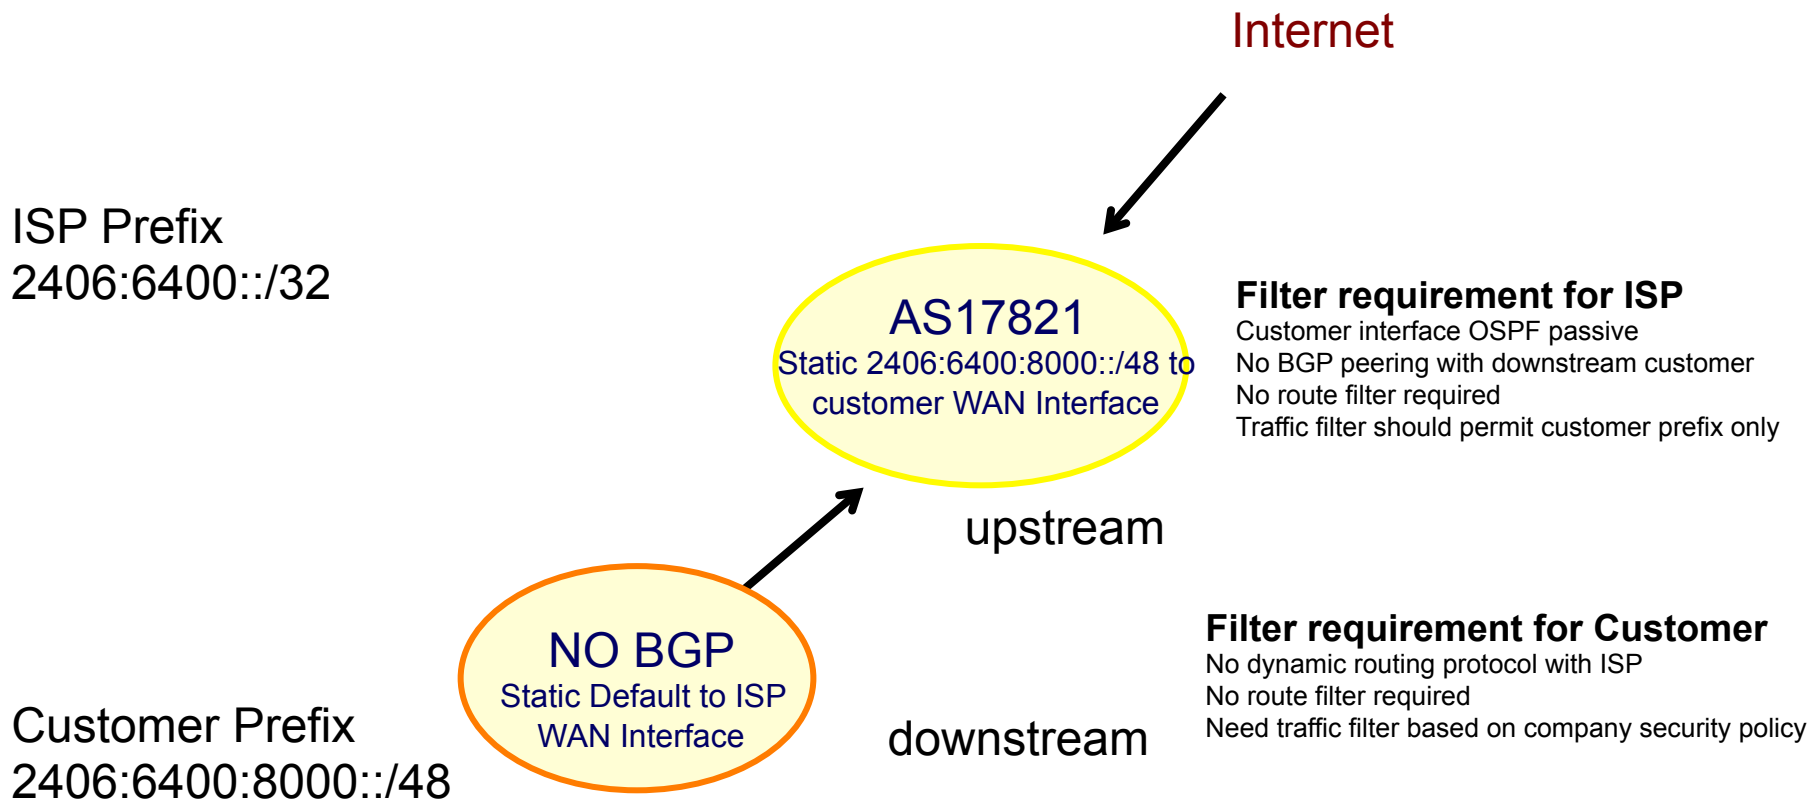 Internet
ISP Prefix
2406:6400::/32
AS17821
Static 2406:6400:8000::/48 to
customer WAN Interface
Filter requirement for ISP
Customer interface OSPF passive
No BGP peering with downstream customer
No route filter required
Traffic filter should permit customer prefix only
upstream
NO BGP
Static Default to ISP
WAN Interface
downstream
Filter requirement for Customer
No dynamic routing protocol with ISP
No route filter required
Need traffic filter based on company security policy
Customer Prefix
2406:6400:8000::/48